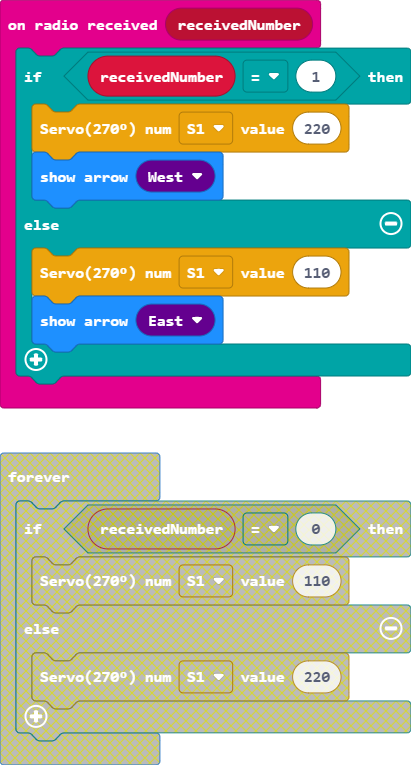 on radio received receivedNumber
if receivedNumber = 1 then
Servo(270º) num S1 value 220
show arrow West
else
Servo(270º) num S1 value 110
show arrow East
forever
if receivedNumber = 0 then
Servo(270º) num S1 value 110
else
Servo(270º) num S1 value 220